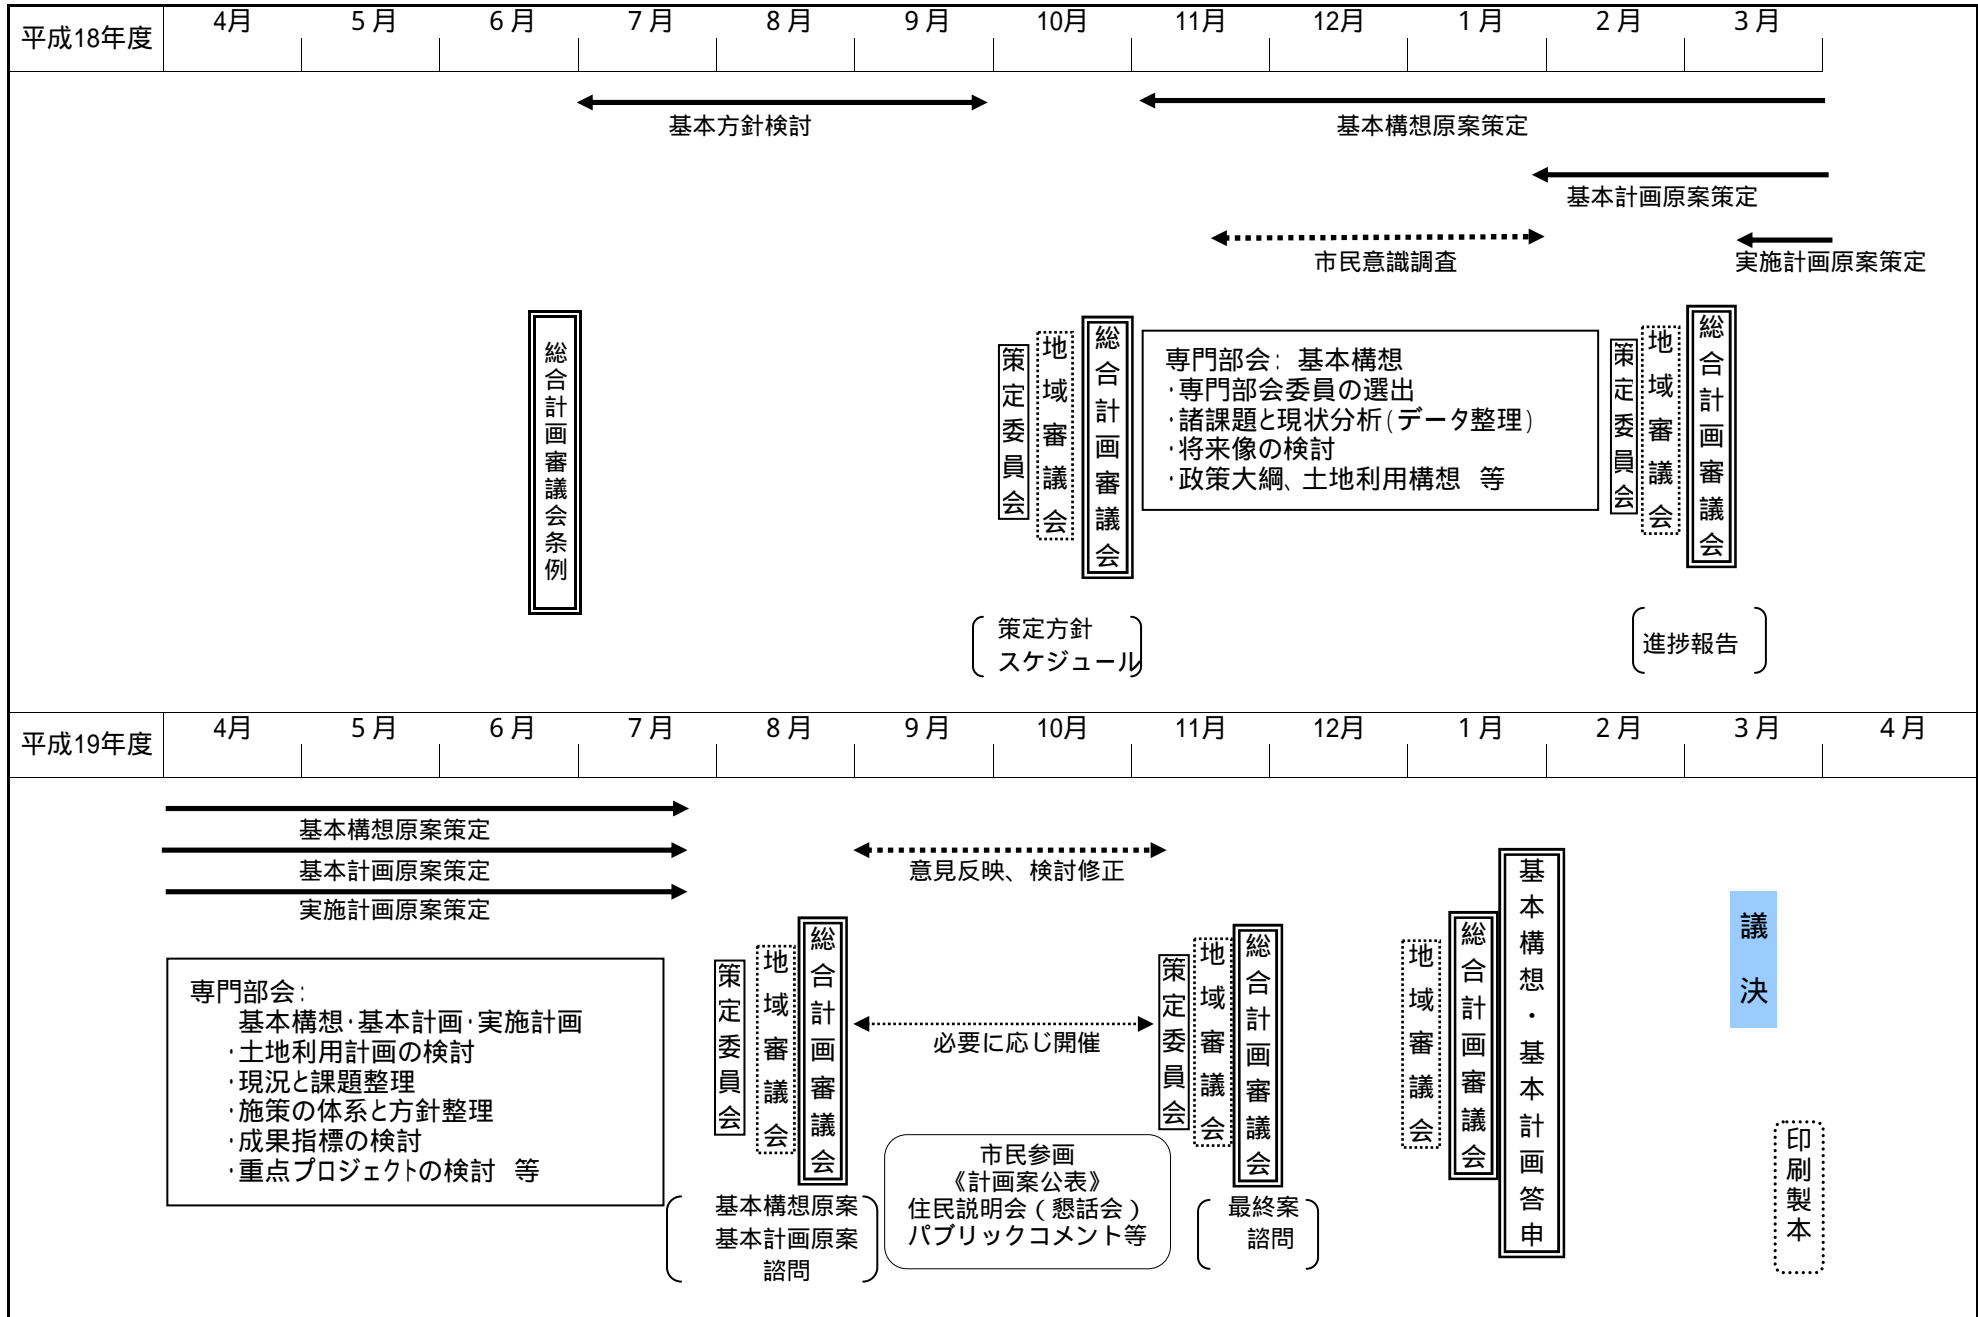 平成18年度
4月
5月
6月
7月
8月
9月
10月
11月
12月
1月
2月
3月
基本方針検討
基本構想原案策定
基本計画原案策定
市民意識調査
実施計画原案策定
総合計画審議会条例
策定委員会
地域審議会
総合計画審議会
専門部会：基本構想
・専門部会委員の選出
・諸課題と現状分析（データ整理）
・将来像の検討
・政策大綱、土地利用構想 等
策定委員会
地域審議会
総合計画審議会
策定方針
スケジュール
進捗報告
平成19年度
4月
5月
6月
7月
8月
9月
10月
11月
12月
1月
2月
3月
4月
基本構想原案策定
基本計画原案策定
実施計画原案策定
意見反映、検討修正
専門部会：
基本構想・基本計画・実施計画
・土地利用計画の検討
・現況と課題整理
・施策の体系と方針整理
・成果指標の検討
・重点プロジェクトの検討 等
策定委員会
地域審議会
総合計画審議会
必要に応じ開催
策定委員会
地域審議会
総合計画審議会
地域審議会
総合計画審議会
基本構想・基本計画答申
議決
印刷製本
基本構想原案
基本計画原案
諮問
市民参画
《計画案公表》
住民説明会（懇話会）
パブリックコメント等
最終案
諮問